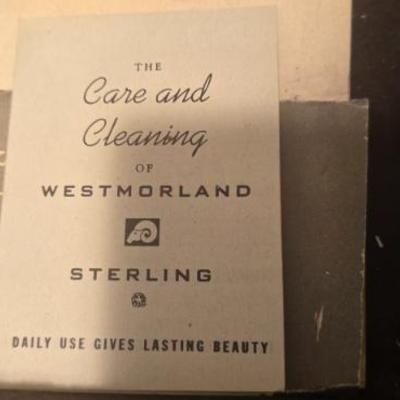 THE
Care and
Cleaning
OF
WESTMORLAND
STERLING
DAILY USE GIVES LASTING BEAUTY